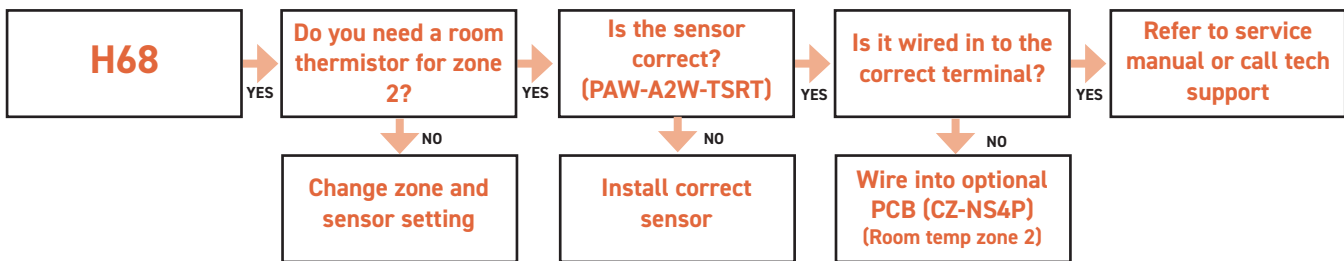 H68
YES
Do you need a room
thermistor for zone
2?
YES
Is the sensor
correct?
(PAW-A2W-TSRT)
YES
Is it wired in to the
correct terminal?
YES
Refer to service
manual or call tech
support
NO
Change zone and
sensor setting
NO
Install correct
sensor
NO
Wire into optional
PCB (CZ-NS4P)
(Room temp zone 2)